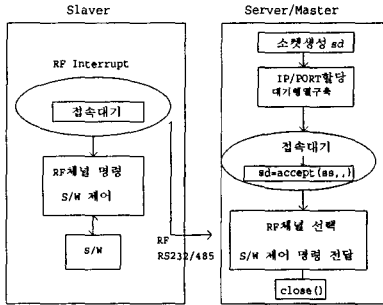 Slaver
RF Interrupt
접속대기
RF채널 명령
S/W 제어
S/W
RF
RS232/485
Server/Master
소켓생성 sd
IP/PORT할당
대기행열구축
접속대기
sd=accept(ss,..)
RF채널 선택
S/W 제어 명령 전달
close()